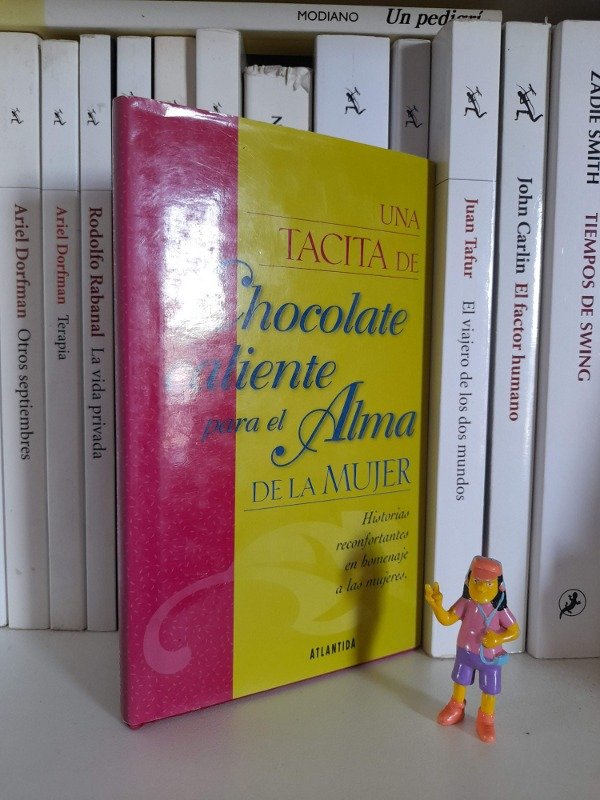 MODIANO Un pedigrí
Ariel Dorfman Otros septiembres
Ariel Dorfman Terapia
Rodolfo Rabanal La vida privada
UNA
TACITA DE
Chocolate
caliente
para el Alma
DE LA MUJER
Historias
reconfortantes
en homenaje
a las mujeres.
ATLANTIDA
Juan Tafur El viajero de los dos mundos
John Carlin El factor humano
ZADIE SMITH TIEMPOS DE SWING